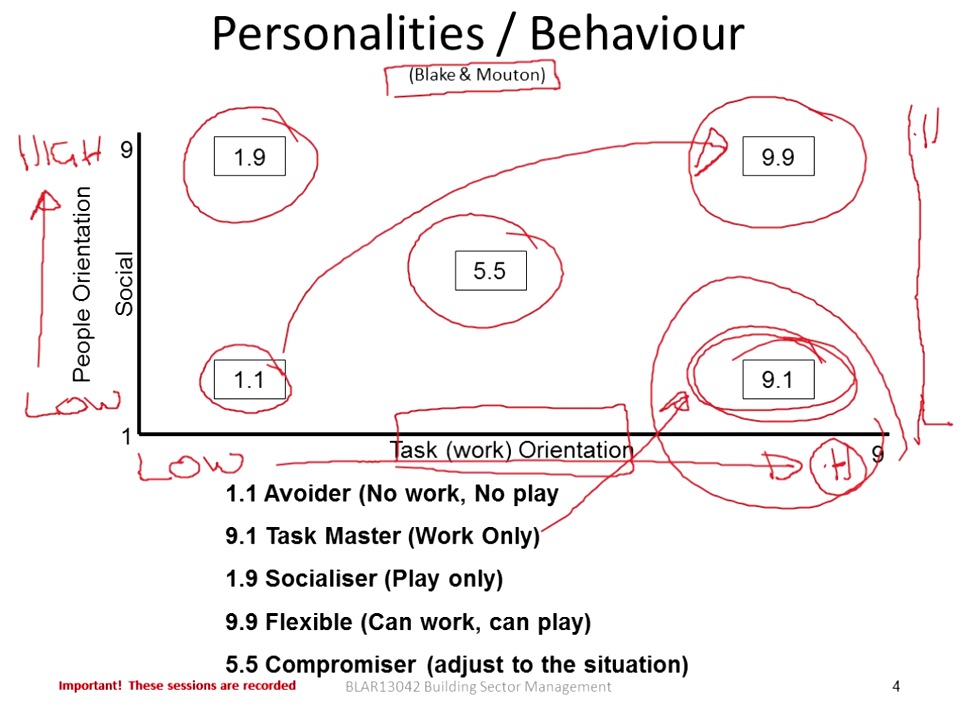 Personalities / Behaviour
(Blake & Mouton)
HIGH
9
1.9
9.9
H
People Orientation
Social
5.5
1.1
9.1
LOW
1
Task (work) Orientation
9
L
LOW
H
1.1 Avoider (No work, No play
9.1 Task Master (Work Only)
1.9 Socialiser (Play only)
9.9 Flexible (Can work, can play)
5.5 Compromiser (adjust to the situation)
Important! These sessions are recorded
BLAR13042 Building Sector Management
4